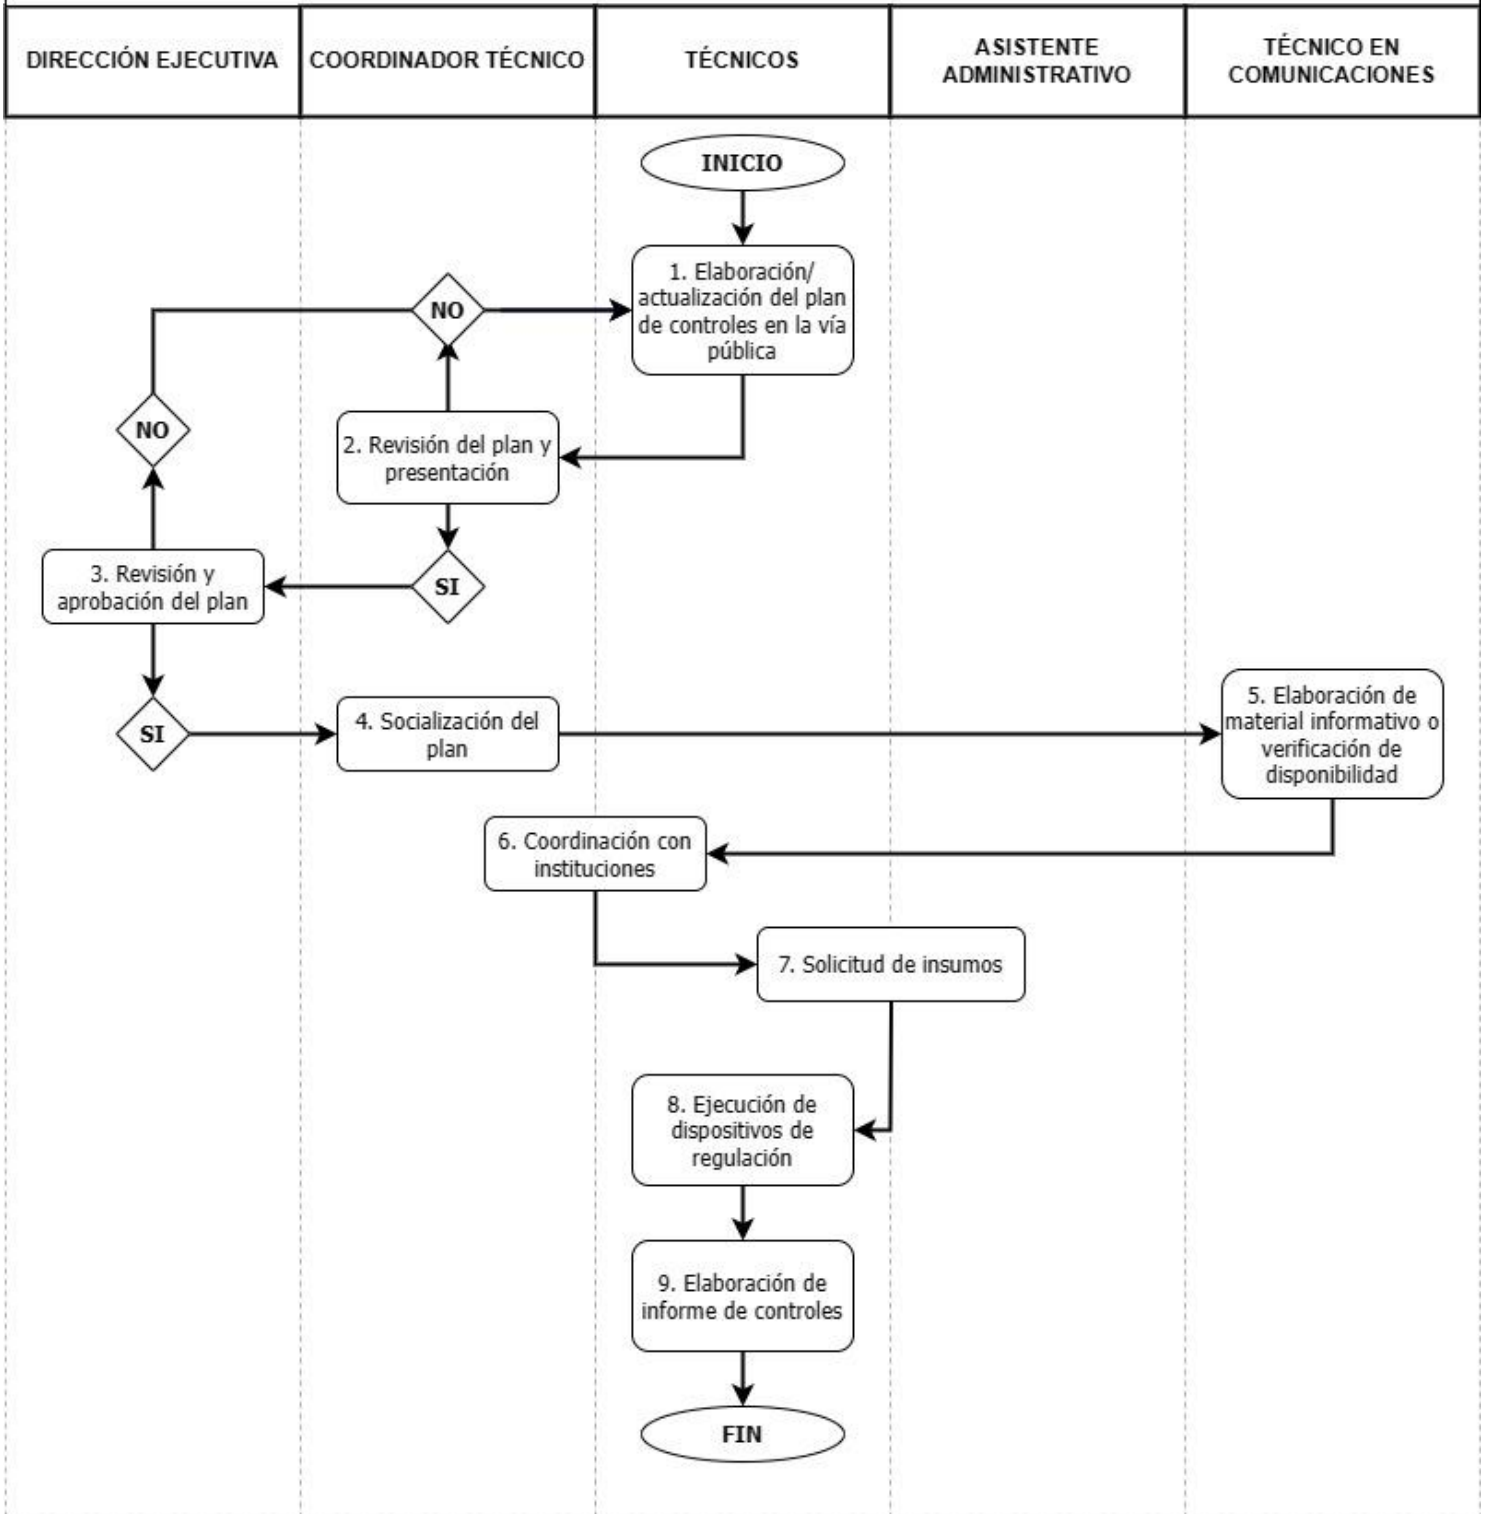 DIRECCIÓN EJECUTIVA
COORDINADOR TÉCNICO
TÉCNICOS
ASISTENTE
ADMINISTRATIVO
TÉCNICO EN
COMUNICACIONES
INICIO
1. Elaboración/
actualización del plan
de controles en la vía
pública
NO
NO
2. Revisión del plan y
presentación
3. Revisión y
aprobación del plan
SI
SI
4. Socialización del
plan
5. Elaboración de
material informativo o
verificación de
disponibilidad
6. Coordinación con
instituciones
7. Solicitud de insumos
8. Ejecución de
dispositivos de
regulación
9. Elaboración de
informe de controles
FIN